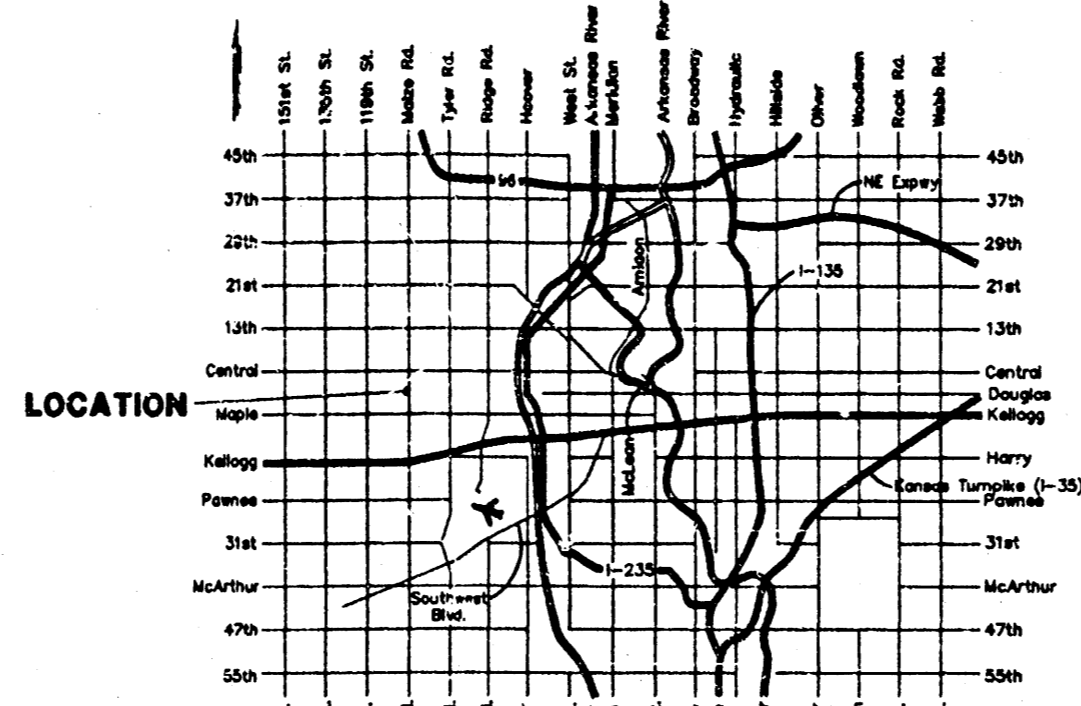 151st St.
135th St.
119th St.
Maize Rd.
Tyler Rd.
Ridge Rd.
Hoover
West St.
Arkansas River
Meridian
Arkansas River
Broadway
Hydraulic
Hillside
Oliver
Woodlawn
Rock Rd.
Webb Rd.
45th
45th
96
NE Expwy
37th
37th
29th
29th
Amidon
I-135
21st
21st
13th
13th
Central
Central
Douglas
LOCATION
Maple
Kellogg
McLean
Kellogg
Harry
Kansas Turnpike (I-35)
Pawnee
Pawnee
31st
31st
I-235
McArthur
McArthur
Southwest
Blvd.
47th
47th
55th
55th